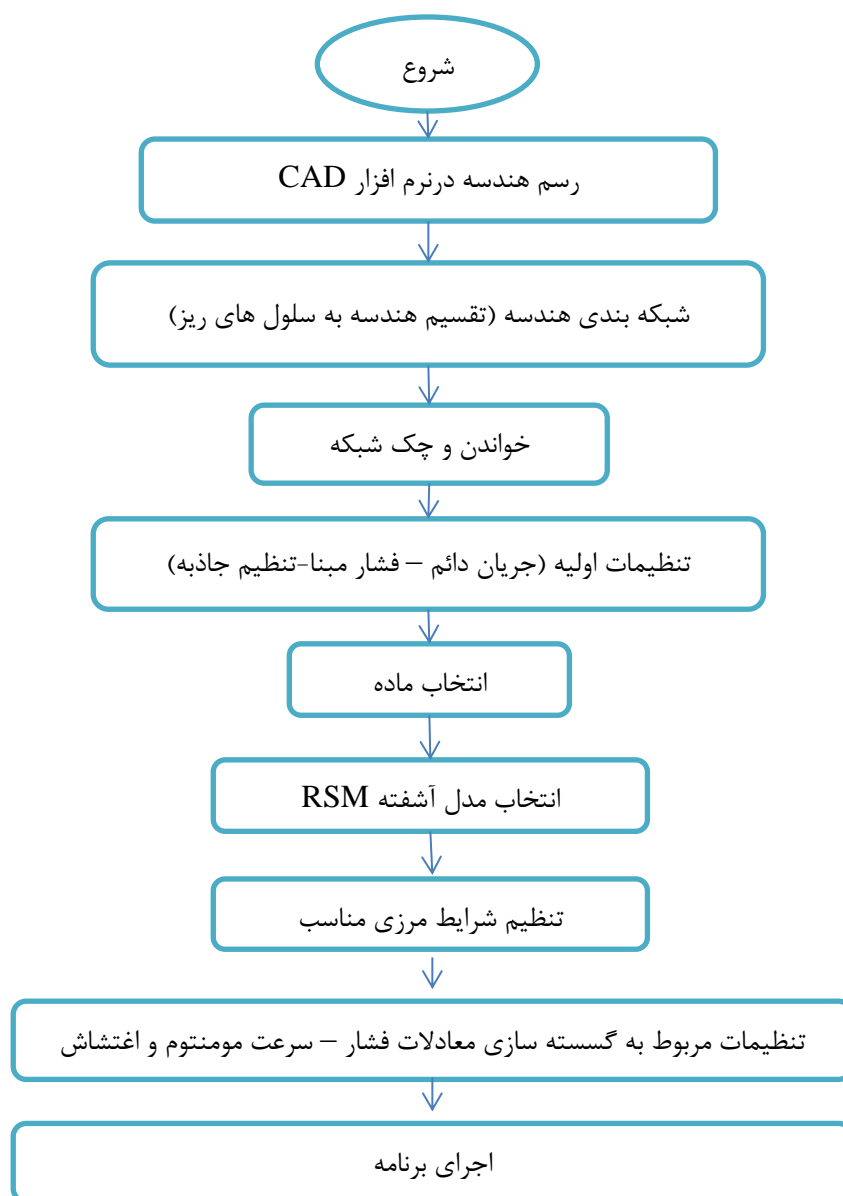 شروع
رسم هندسه درنرم افزار CAD
شبکه بندی هندسه (تقسیم هندسه به سلول های ریز)
خواندن و چک شبکه
تنظیمات اولیه (جریان دائم – فشار مبنا-تنظیم جاذبه)
انتخاب ماده
انتخاب مدل آشفته RSM
تنظیم شرایط مرزی مناسب
تنظیمات مربوط به گسسته سازی معادلات فشار – سرعت مومنتوم و اغتشاش
اجرای برنامه